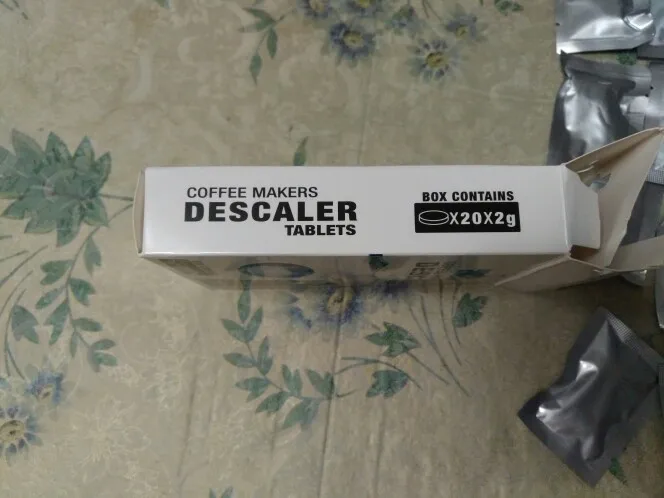 COFFEE MAKERS
DESCALER
TABLETS
BOX CONTAINS
X20X2g